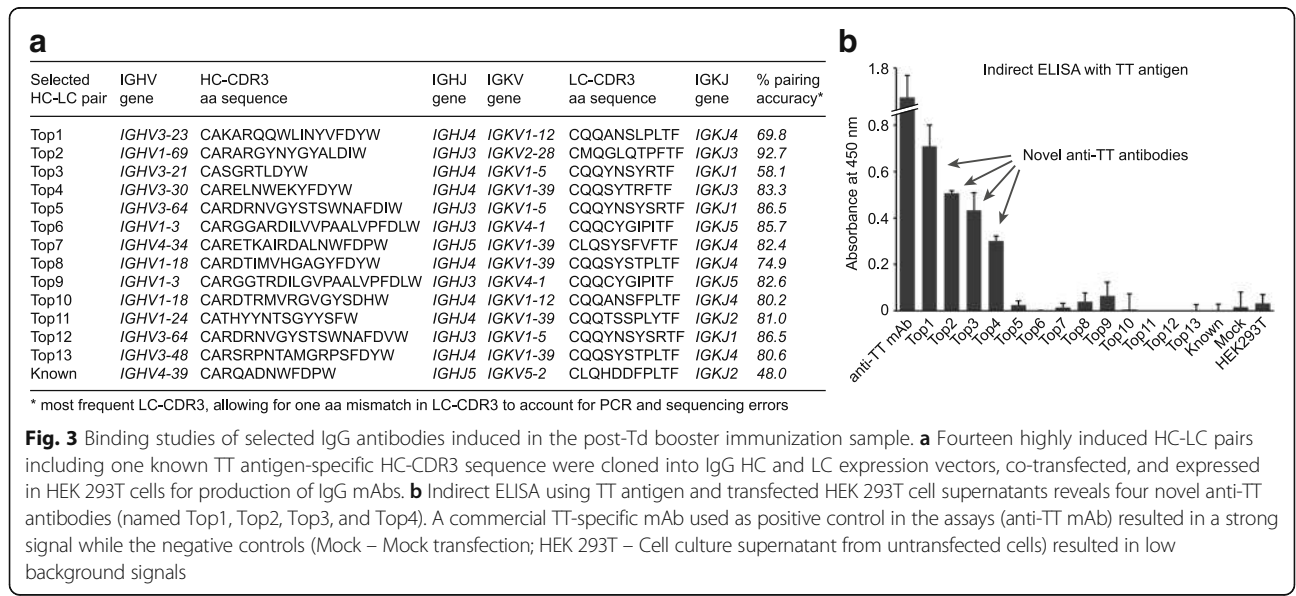 a
Selected HC-LC pair IGHV gene HC-CDR3 aa sequence IGHJ gene IGKV gene LC-CDR3 aa sequence IGKJ gene % pairing accuracy*
Top1 IGHV3-23 CAKARQQWLINYVFDYW IGHJ4 IGKV1-12 CQQANSLPLTF IGKJ4 69.8
Top2 IGHV1-69 CARARGYNYGYALDIW IGHJ3 IGKV2-28 CMQGLQTPFTF IGKJ3 92.7
Top3 IGHV3-21 CASGRTLDYW IGHJ4 IGKV1-5 CQQYNSYRTF IGKJ1 58.1
Top4 IGHV3-30 CARELNWEKYFDYW IGHJ4 IGKV1-39 CQQSYTRFTF IGKJ3 83.3
Top5 IGHV3-64 CARDRNVGYSTSWNAFDIW IGHJ3 IGKV1-5 CQQYNSYSRTF IGKJ1 86.5
Top6 IGHV1-3 CARGGARDILVVPAALVPFDLW IGHJ3 IGKV4-1 CQQCYGIPITF IGKJ5 85.7
Top7 IGHV4-34 CARETKAIRDALNWFDPW IGHJ5 IGKV1-39 CLQSYSFVFTF IGKJ4 82.4
Top8 IGHV1-18 CARDTIMVHGAGYFDYW IGHJ4 IGKV1-39 CQQSYSTPLTF IGKJ4 74.9
Top9 IGHV1-3 CARGGTRDILGVPAALVPFDLW IGHJ3 IGKV4-1 CQQCYGIPITF IGKJ5 82.6
Top10 IGHV1-18 CARDTRMVRGVGYSDHW IGHJ4 IGKV1-12 CQQANSFPLTF IGKJ4 80.2
Top11 IGHV1-24 CATHYYNTSGYYSFW IGHJ4 IGKV1-39 CQQTSSPLYTF IGKJ2 81.0
Top12 IGHV3-64 CARDRNVGYSTSWNAFDVW IGHJ3 IGKV1-5 CQQYNSYSRTF IGKJ1 86.5
Top13 IGHV3-48 CARSRPNTAMGRPSFDYW IGHJ4 IGKV1-39 CQQSYSTPLTF IGKJ4 80.6
Known IGHV4-39 CARQADNWFDPW IGHJ5 IGKV5-2 CLQHDDFPLTF IGKJ2 48.0
* most frequent LC-CDR3, allowing for one aa mismatch in LC-CDR3 to account for PCR and sequencing errors
b
Indirect ELISA with TT antigen
Novel anti-TT antibodies
Absorbance at 450 nm
1.8
0.8
0.6
0.4
0.2
0
anti-TT mAb Top1 Top2 Top3 Top4 Top5 Top6 Top7 Top8 Top9 Top10 Top11 Top12 Top13 Known Mock HEK293T
Fig. 3 Binding studies of selected IgG antibodies induced in the post-Td booster immunization sample. a Fourteen highly induced HC-LC pairs
including one known TT antigen-specific HC-CDR3 sequence were cloned into IgG HC and LC expression vectors, co-transfected, and expressed
in HEK 293T cells for production of IgG mAbs. b Indirect ELISA using TT antigen and transfected HEK 293T cell supernatants reveals four novel anti-TT
antibodies (named Top1, Top2, Top3, and Top4). A commercial TT-specific mAb used as positive control in the assays (anti-TT mAb) resulted in a strong
signal while the negative controls (Mock – Mock transfection; HEK 293T – Cell culture supernatant from untransfected cells) resulted in low
background signals